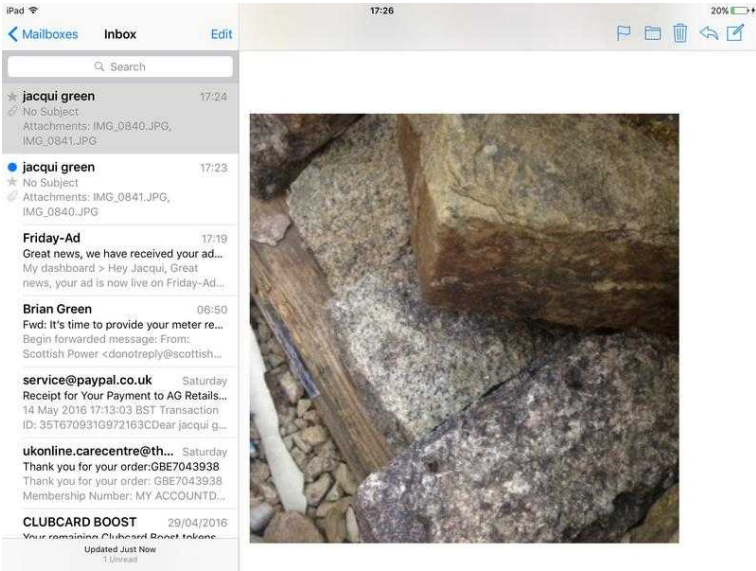 iPad 17:26 20%
Mailboxes Inbox Edit
Search
jacqui green 17:24
No Subject
Attachments: IMG_0840.JPG,
IMG_0841.JPG
jacqui green 17:23
No Subject
Attachments: IMG_0841.JPG,
IMG_0840.JPG
Friday-Ad 17:19
Great news, we have received your ad...
My dashboard > Hey Jacqui, Great
news, your ad is now live on Friday-Ad...
Brian Green 06:50
Fwd: It's time to provide your meter re...
Begin forwarded message: From:
Scottish Power <donotreply@scottish...
service@paypal.co.uk Saturday
Receipt for Your Payment to AG Retails...
14 May 2016 17:13:03 BST Transaction
ID: 35T670931G972163CDear jacqui g...
ukonline.carecentre@th... Saturday
Thank you for your order:GBE7043938
Thank you for your order: GBE7043938
Membership Number: MY ACCOUNTD...
CLUBCARD BOOST 29/04/2016
Your remaining Clubcard Boost tokens
Updated Just Now
1 Unread